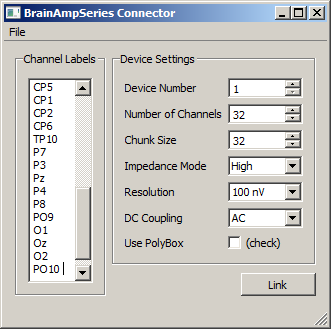 BrainAmpSeries Connector
File
Channel Labels
CP5
CP1
CP2
CP6
TP10
P7
P3
Pz
P4
P8
PO9
O1
Oz
O2
PO10
Device Settings
Device Number 1
Number of Channels 32
Chunk Size 32
Impedance Mode High
Resolution 100 nV
DC Coupling AC
Use PolyBox (check)
Link